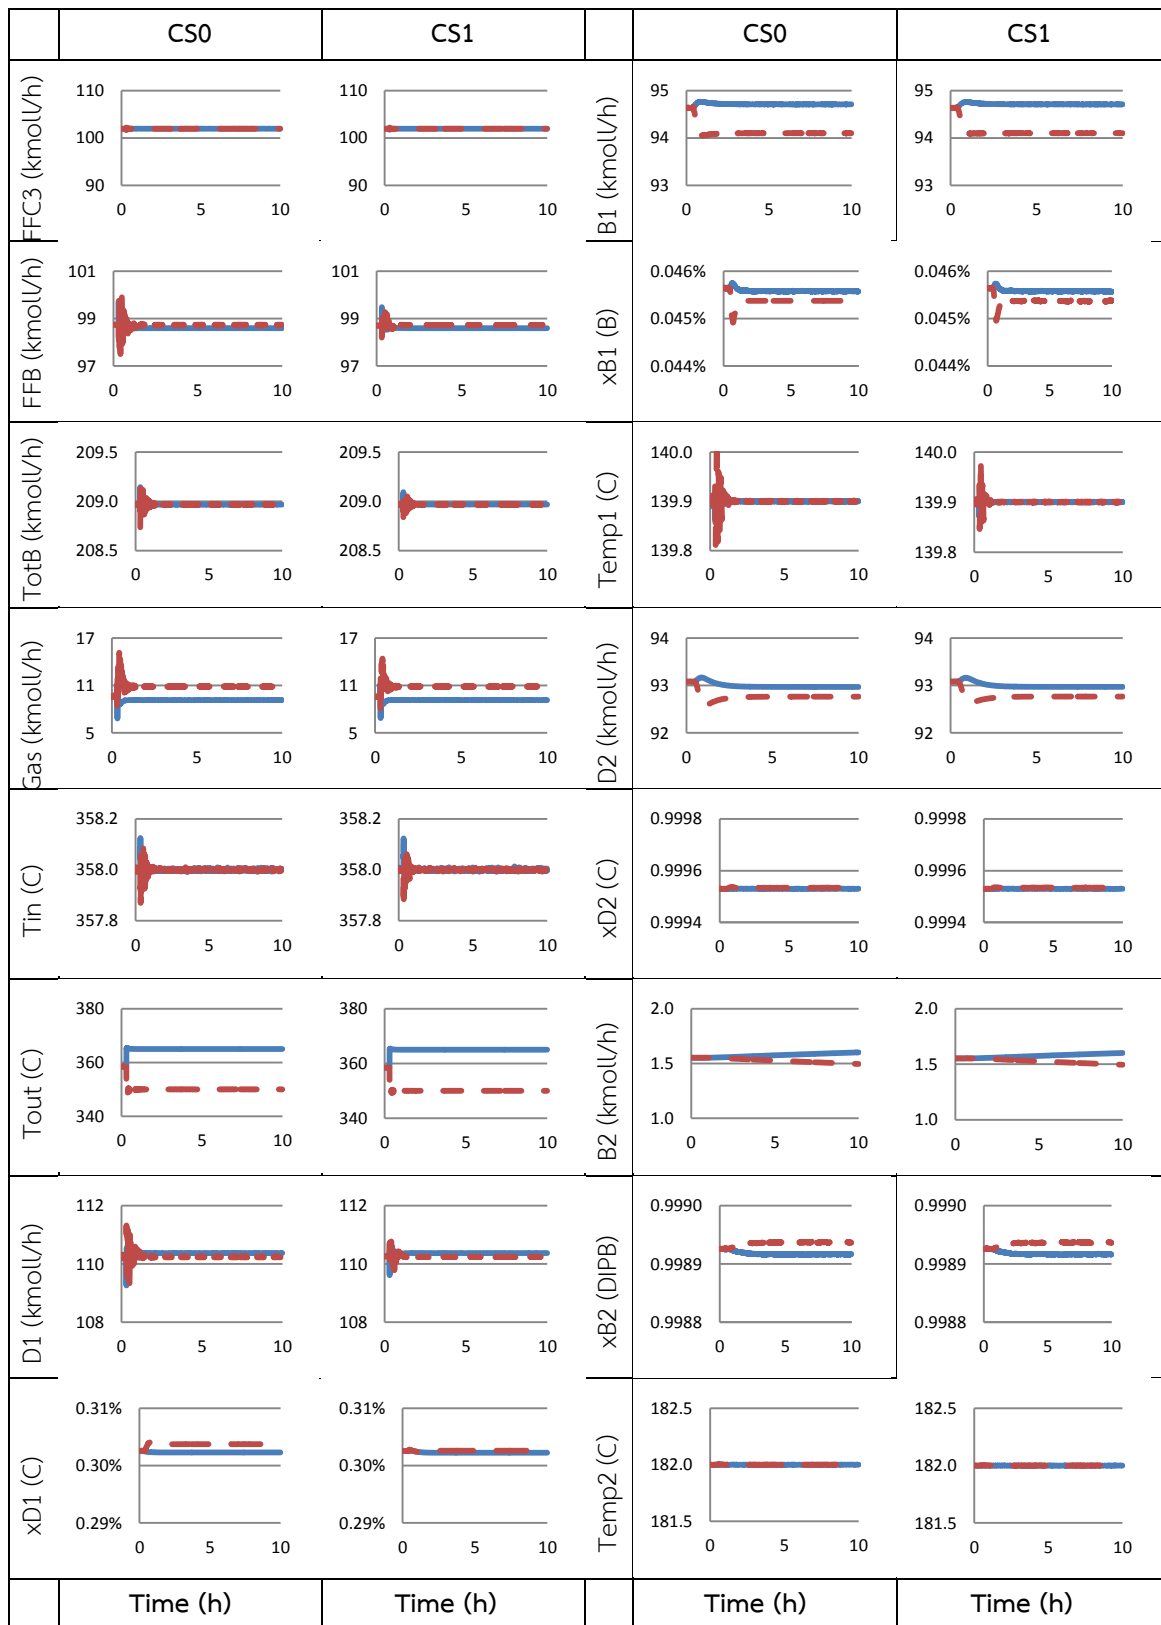 CS0 CS1 CS0 CS1
FFC3 (kmoll/h)
110
100
90
0 5 10
110
100
90
0 5 10
B1 (kmoll/h)
95
94
93
0 5 10
95
94
93
0 5 10
FFB (kmoll/h)
101
99
97
0 5 10
101
99
97
0 5 10
xB1 (B)
0.046%
0.045%
0.044%
0 5 10
0.046%
0.045%
0.044%
0 5 10
TotB (kmoll/h)
209.5
209.0
208.5
0 5 10
209.5
209.0
208.5
0 5 10
Temp1 (C)
140.0
139.9
139.8
0 5 10
140.0
139.9
139.8
0 5 10
Gas (kmoll/h)
17
11
5
0 5 10
17
11
5
0 5 10
D2 (kmoll/h)
94
93
92
0 5 10
94
93
92
0 5 10
Tin (C)
358.2
358.0
357.8
0 5 10
358.2
358.0
357.8
0 5 10
xD2 (C)
0.9998
0.9996
0.9994
0 5 10
0.9998
0.9996
0.9994
0 5 10
Tout (C)
380
360
340
0 5 10
380
360
340
0 5 10
B2 (kmoll/h)
2.0
1.5
1.0
0 5 10
2.0
1.5
1.0
0 5 10
D1 (kmoll/h)
112
110
108
0 5 10
112
110
108
0 5 10
xB2 (DIPB)
0.9990
0.9989
0.9988
0 5 10
0.9990
0.9989
0.9988
0 5 10
xD1 (C)
0.31%
0.30%
0.29%
0 5 10
0.31%
0.30%
0.29%
0 5 10
Temp2 (C)
182.5
182.0
181.5
0 5 10
182.5
182.0
181.5
0 5 10
Time (h) Time (h) Time (h) Time (h)